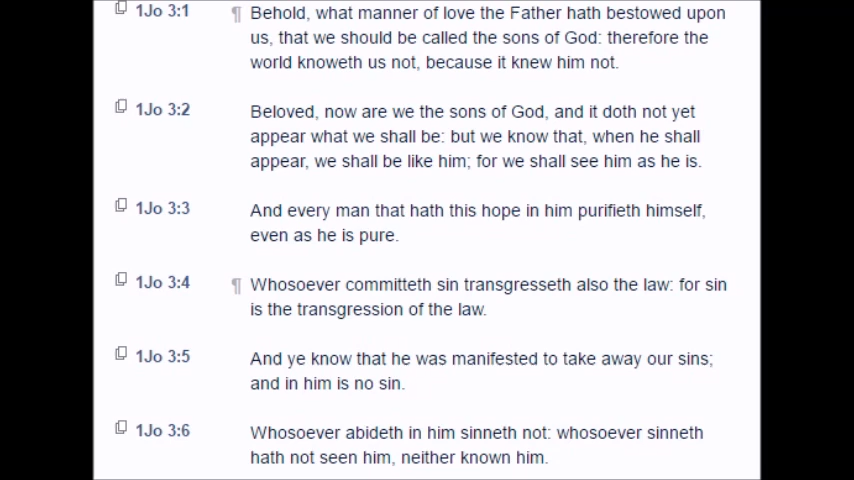 1Jo 3:1 ¶ Behold, what manner of love the Father hath bestowed upon
us, that we should be called the sons of God: therefore the
world knoweth us not, because it knew him not.
1Jo 3:2 Beloved, now are we the sons of God, and it doth not yet
appear what we shall be: but we know that, when he shall
appear, we shall be like him; for we shall see him as he is.
1Jo 3:3 And every man that hath this hope in him purifieth himself,
even as he is pure.
1Jo 3:4 ¶ Whosoever committeth sin transgresseth also the law: for sin
is the transgression of the law.
1Jo 3:5 And ye know that he was manifested to take away our sins;
and in him is no sin.
1Jo 3:6 Whosoever abideth in him sinneth not: whosoever sinneth
hath not seen him, neither known him.